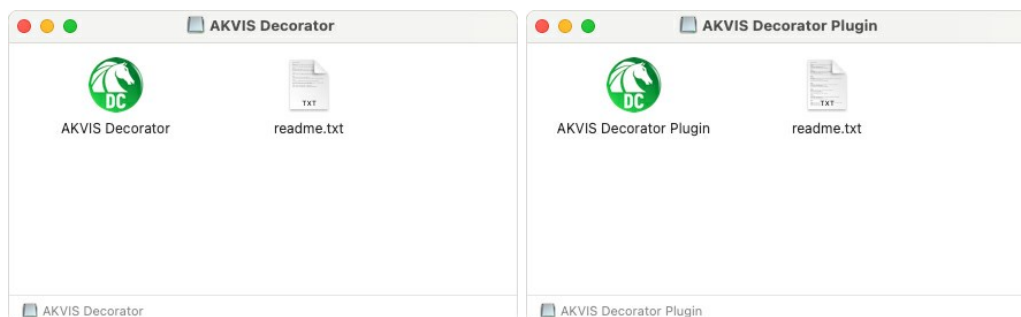 AKVIS Decorator
DC
TXT
AKVIS Decorator
readme.txt
AKVIS Decorator
AKVIS Decorator Plugin
DC
TXT
AKVIS Decorator Plugin
readme.txt
AKVIS Decorator Plugin